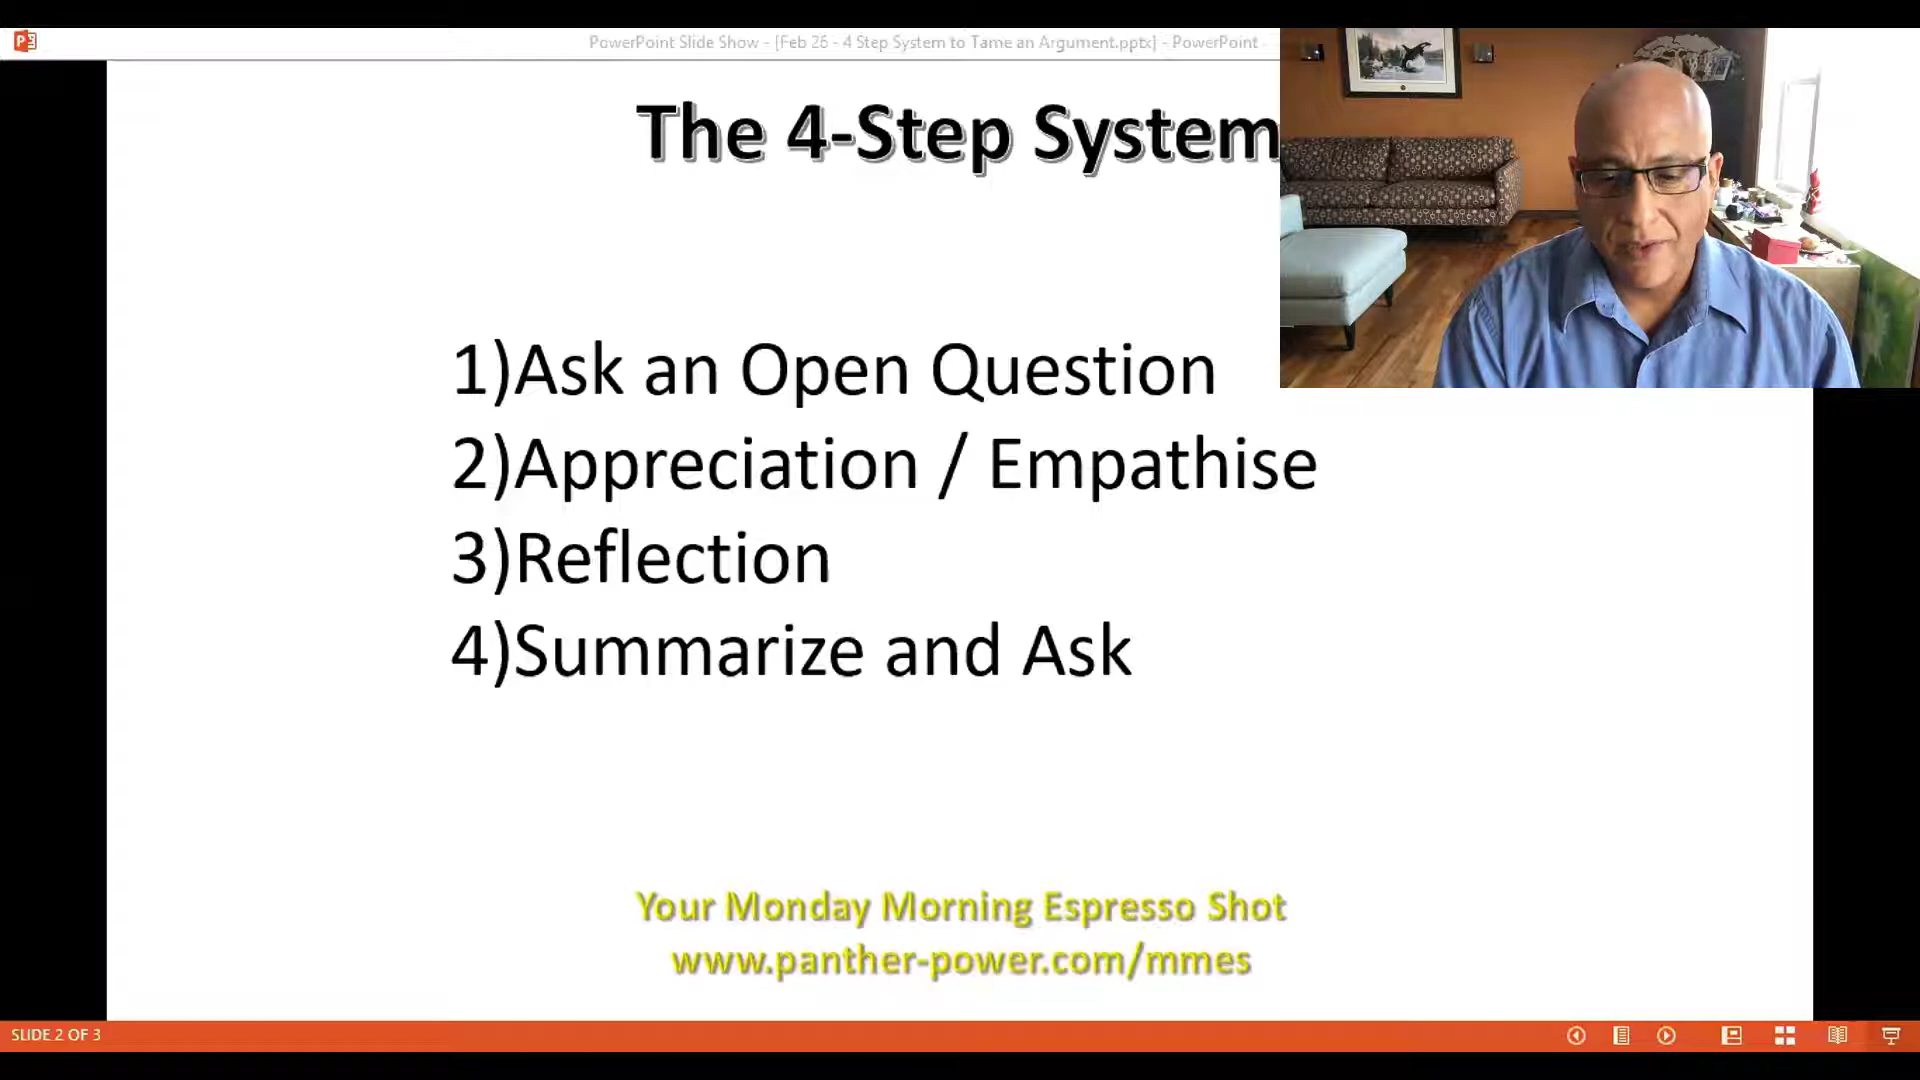 PowerPoint Slide Show - [Feb 26 - 4 Step System to Tame an Argument.pptx] - PowerPoint
The 4-Step System
1)Ask an Open Question
2)Appreciation / Empathise
3)Reflection
4)Summarize and Ask
Your Monday Morning Espresso Shot
www.panther-power.com/mmes
SLIDE 2 OF 3